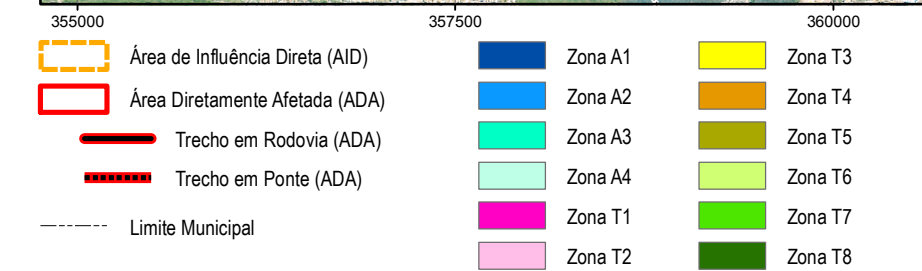 355000
357500
360000
Área de Influência Direta (AID)
Área Diretamente Afetada (ADA)
Trecho em Rodovia (ADA)
Trecho em Ponte (ADA)
Limite Municipal
Zona A1
Zona A2
Zona A3
Zona A4
Zona T1
Zona T2
Zona T3
Zona T4
Zona T5
Zona T6
Zona T7
Zona T8